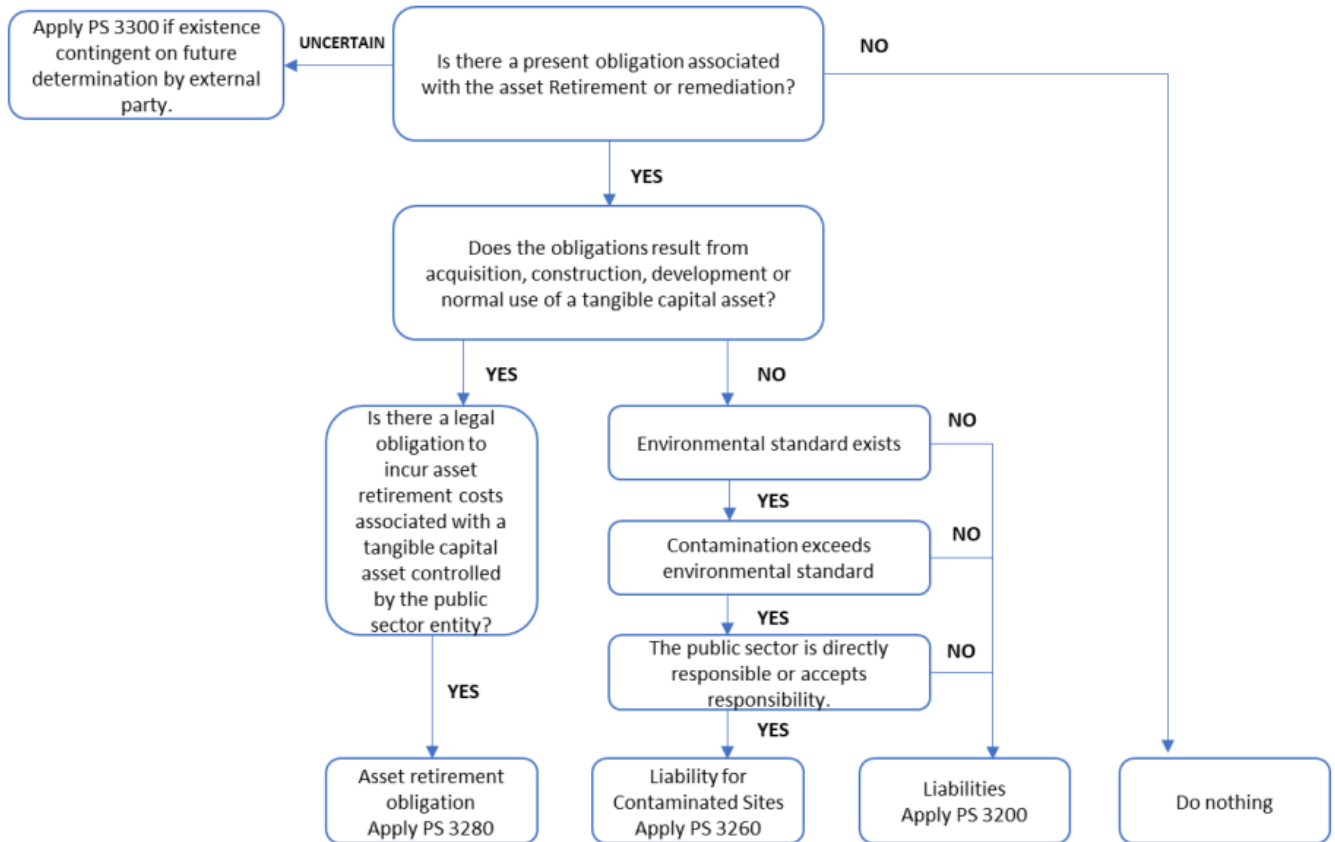 Apply PS 3300 if existence
contingent on future
determination by external
party.
UNCERTAIN
Is there a present obligation associated
with the asset Retirement or remediation?
NO
YES
Does the obligations result from
acquisition, construction, development or
normal use of a tangible capital asset?
YES
NO
Is there a legal
obligation to
incur asset
retirement costs
associated with a
tangible capital
asset controlled
by the public
sector entity?
Environmental standard exists
NO
YES
Contamination exceeds
environmental standard
NO
YES
The public sector is directly
responsible or accepts
responsibility.
NO
YES
YES
Asset retirement
obligation
Apply PS 3280
Liability for
Contaminated Sites
Apply PS 3260
Liabilities
Apply PS 3200
Do nothing